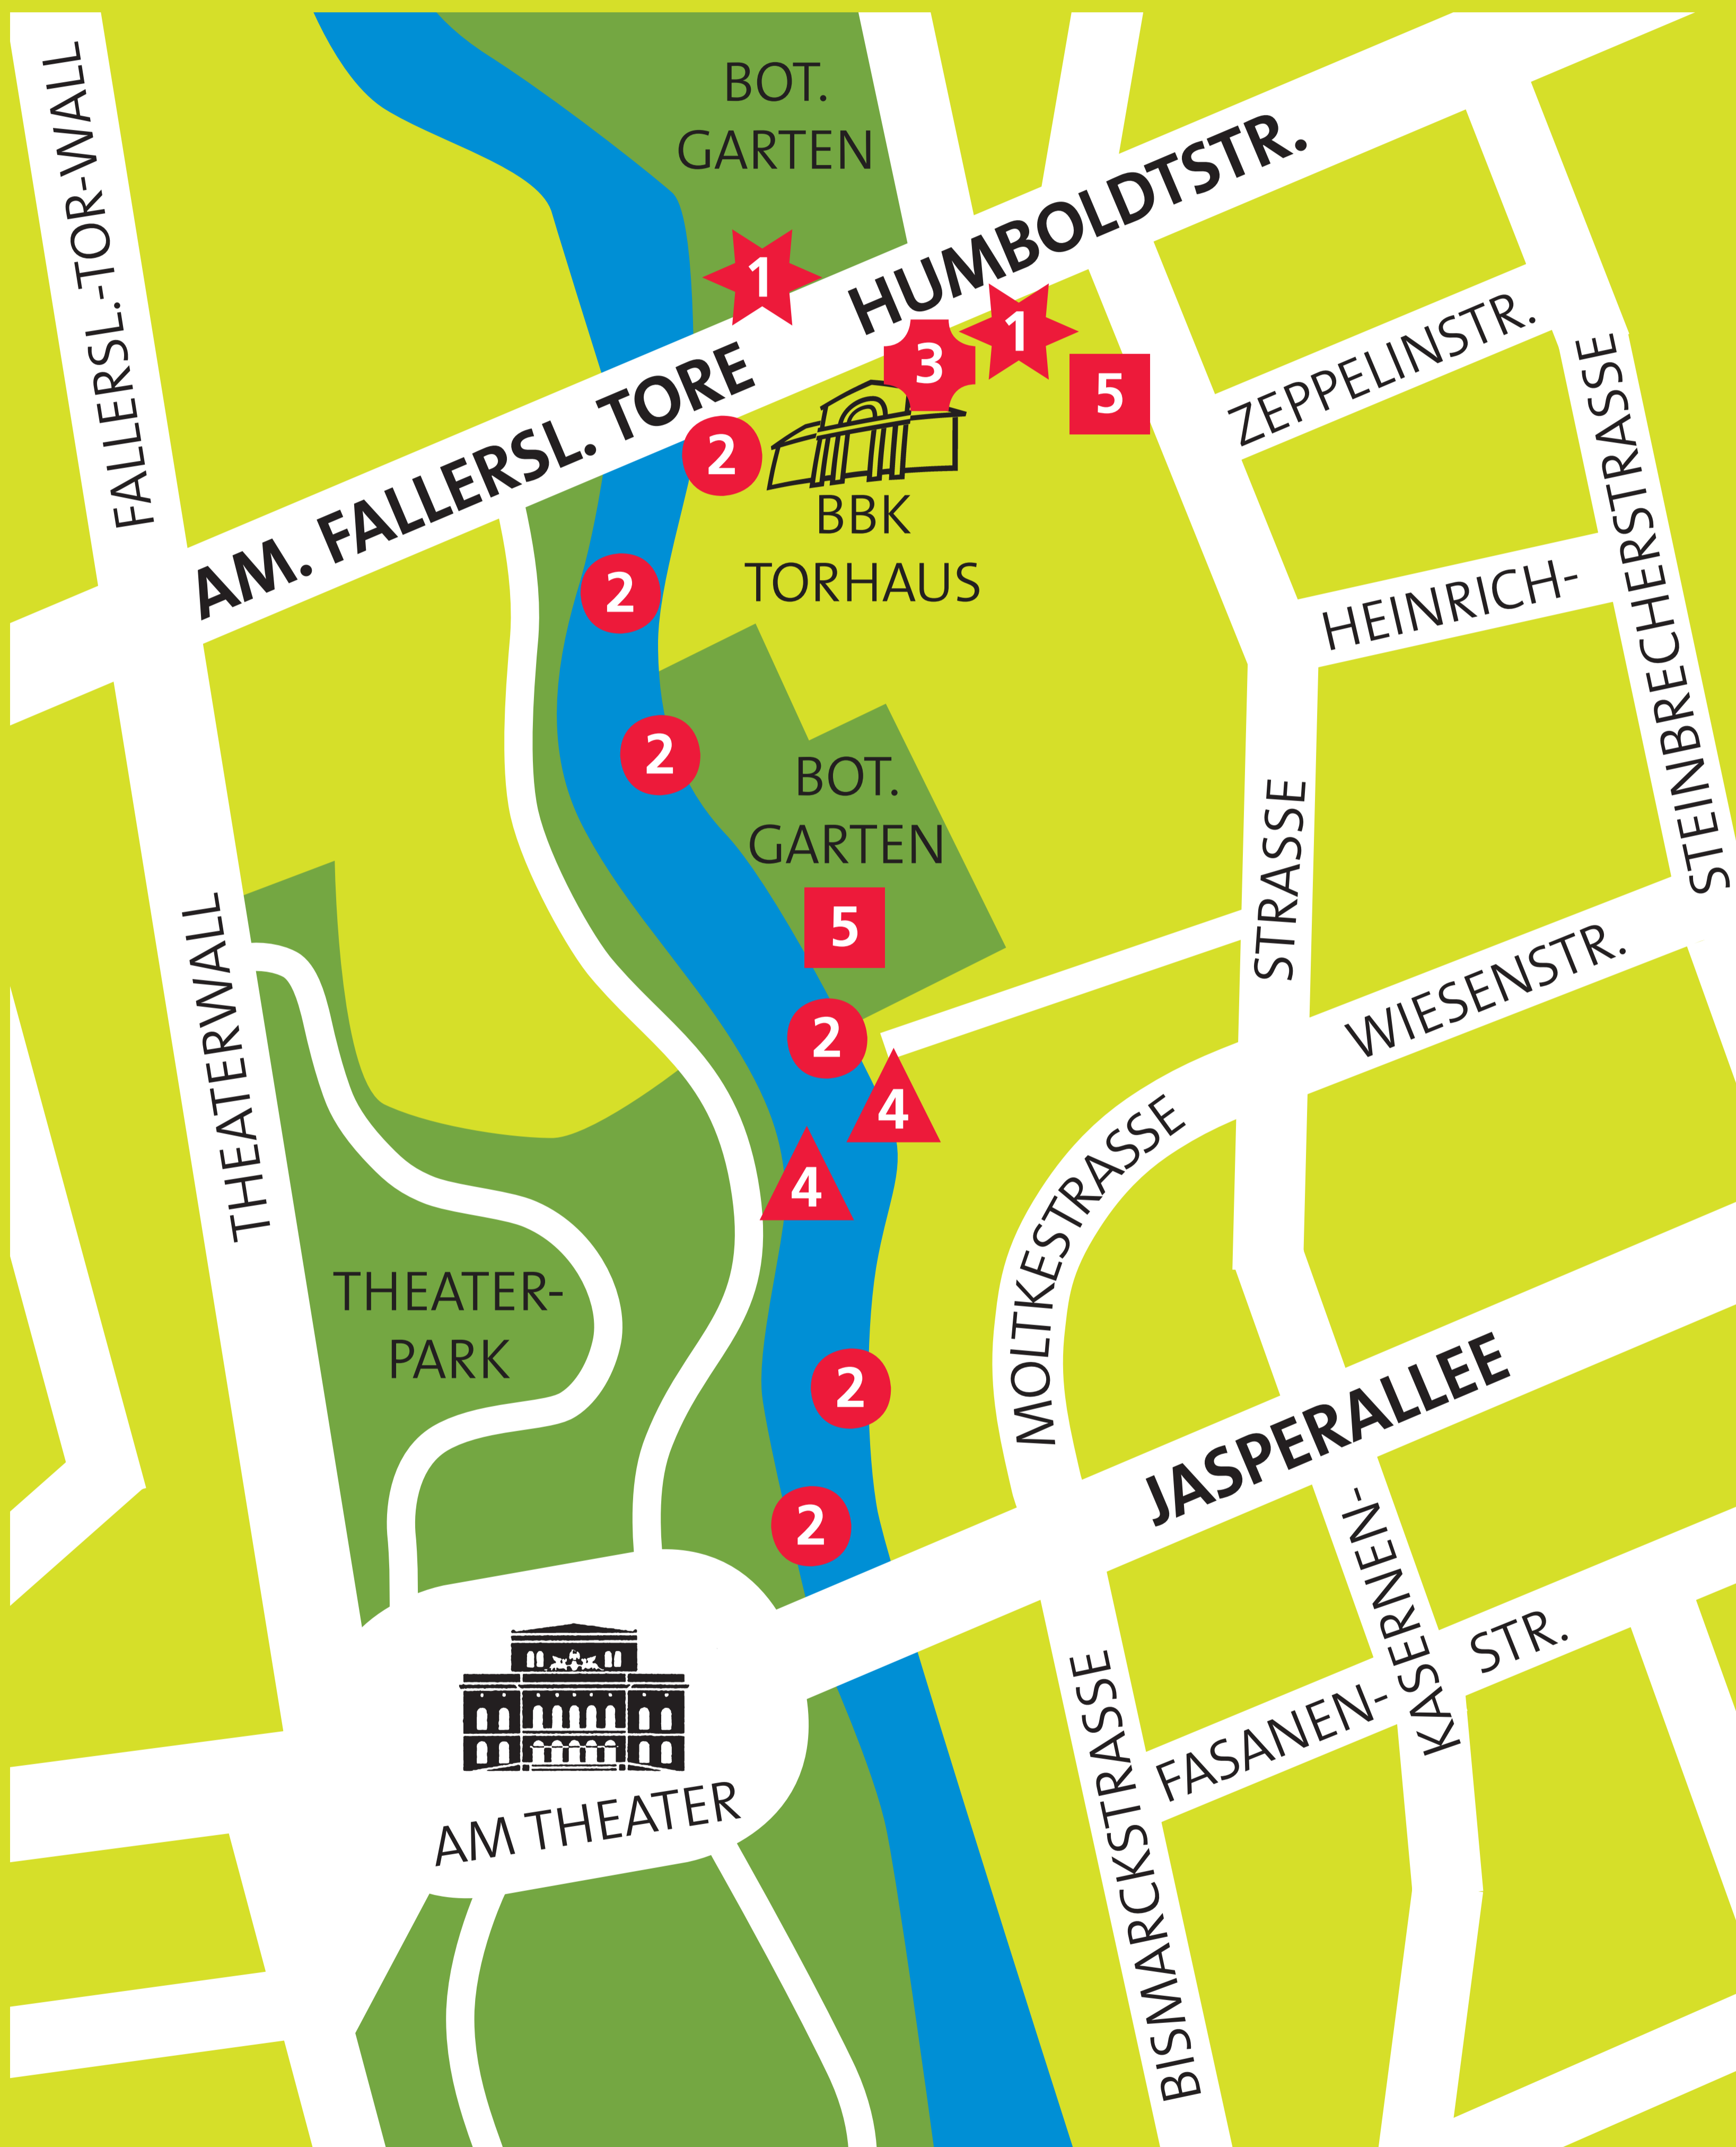 FALLERSL.-TOR-WALL
BOT.
GARTEN
1
HUMBOLDTSTR.
1
3
5
AM. FALLERSL. TORE
2
BBK
TORHAUS
ZEPPELINSTR.
STEINBRECHERSTRASSE
HEINRICH-
2
2
BOT.
GARTEN
STRASSE
5
2
WIESENSTR.
4
4
THEATERWALL
MOLTKESTRASSE
THEATER-
PARK
2
JASPERALLEE
2
KASERNEN-
STR.
FASANEN-
BISMARCKSTRASSE
AM THEATER